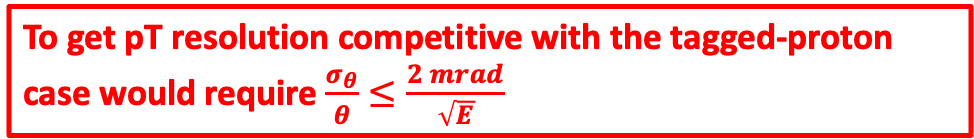 To get pT resolution competitive with the tagged-proton
case would require σθ/θ ≤ 2 mrad/√E